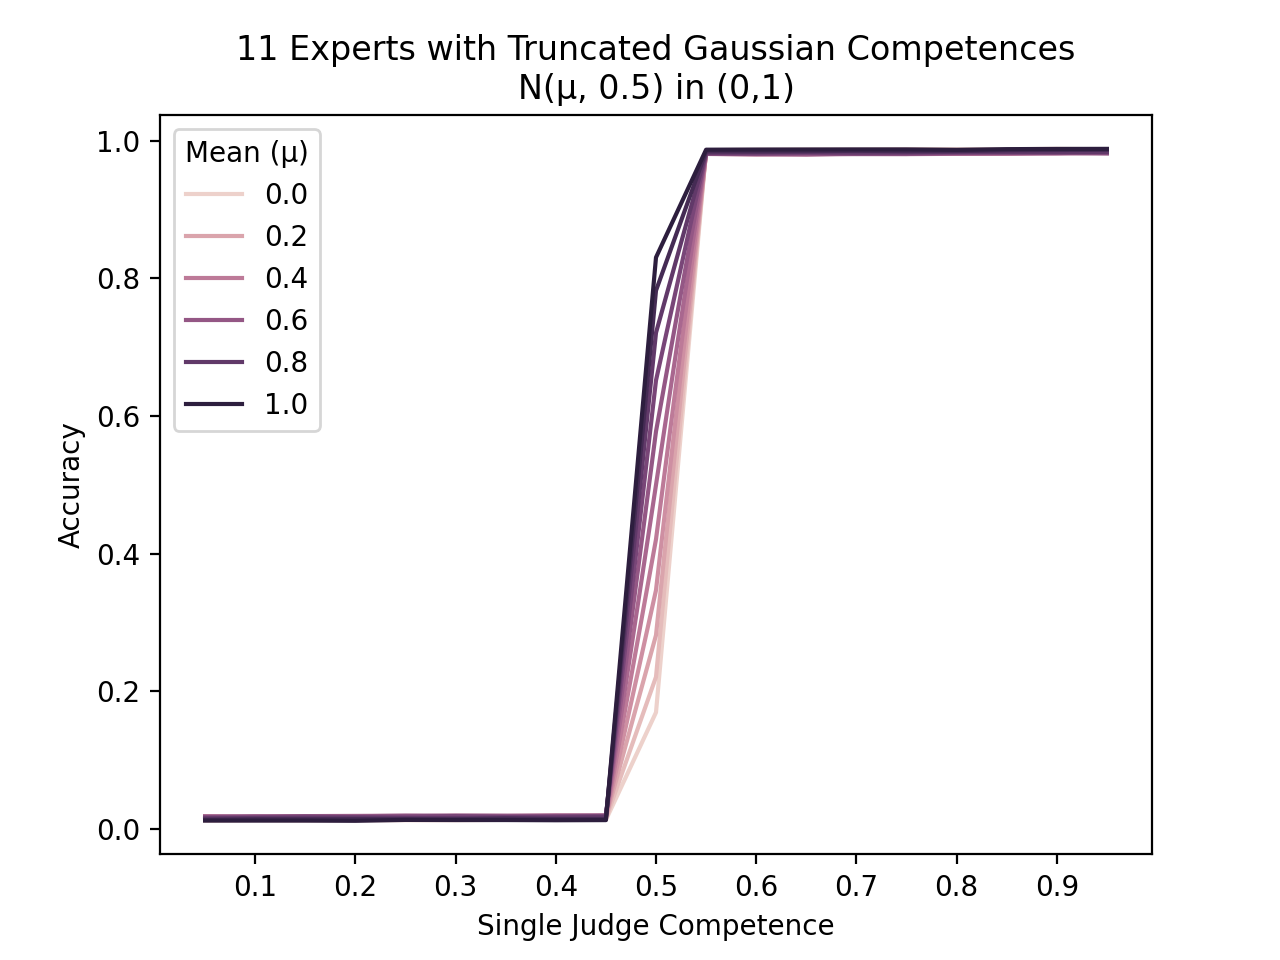 11 Experts with Truncated Gaussian Competences
N(μ, 0.5) in (0,1)
Mean (μ)
0.0
0.2
0.4
0.6
0.8
1.0
1.0
0.8
0.6
0.4
0.2
0.0
Accuracy
0.1 0.2 0.3 0.4 0.5 0.6 0.7 0.8 0.9
Single Judge Competence